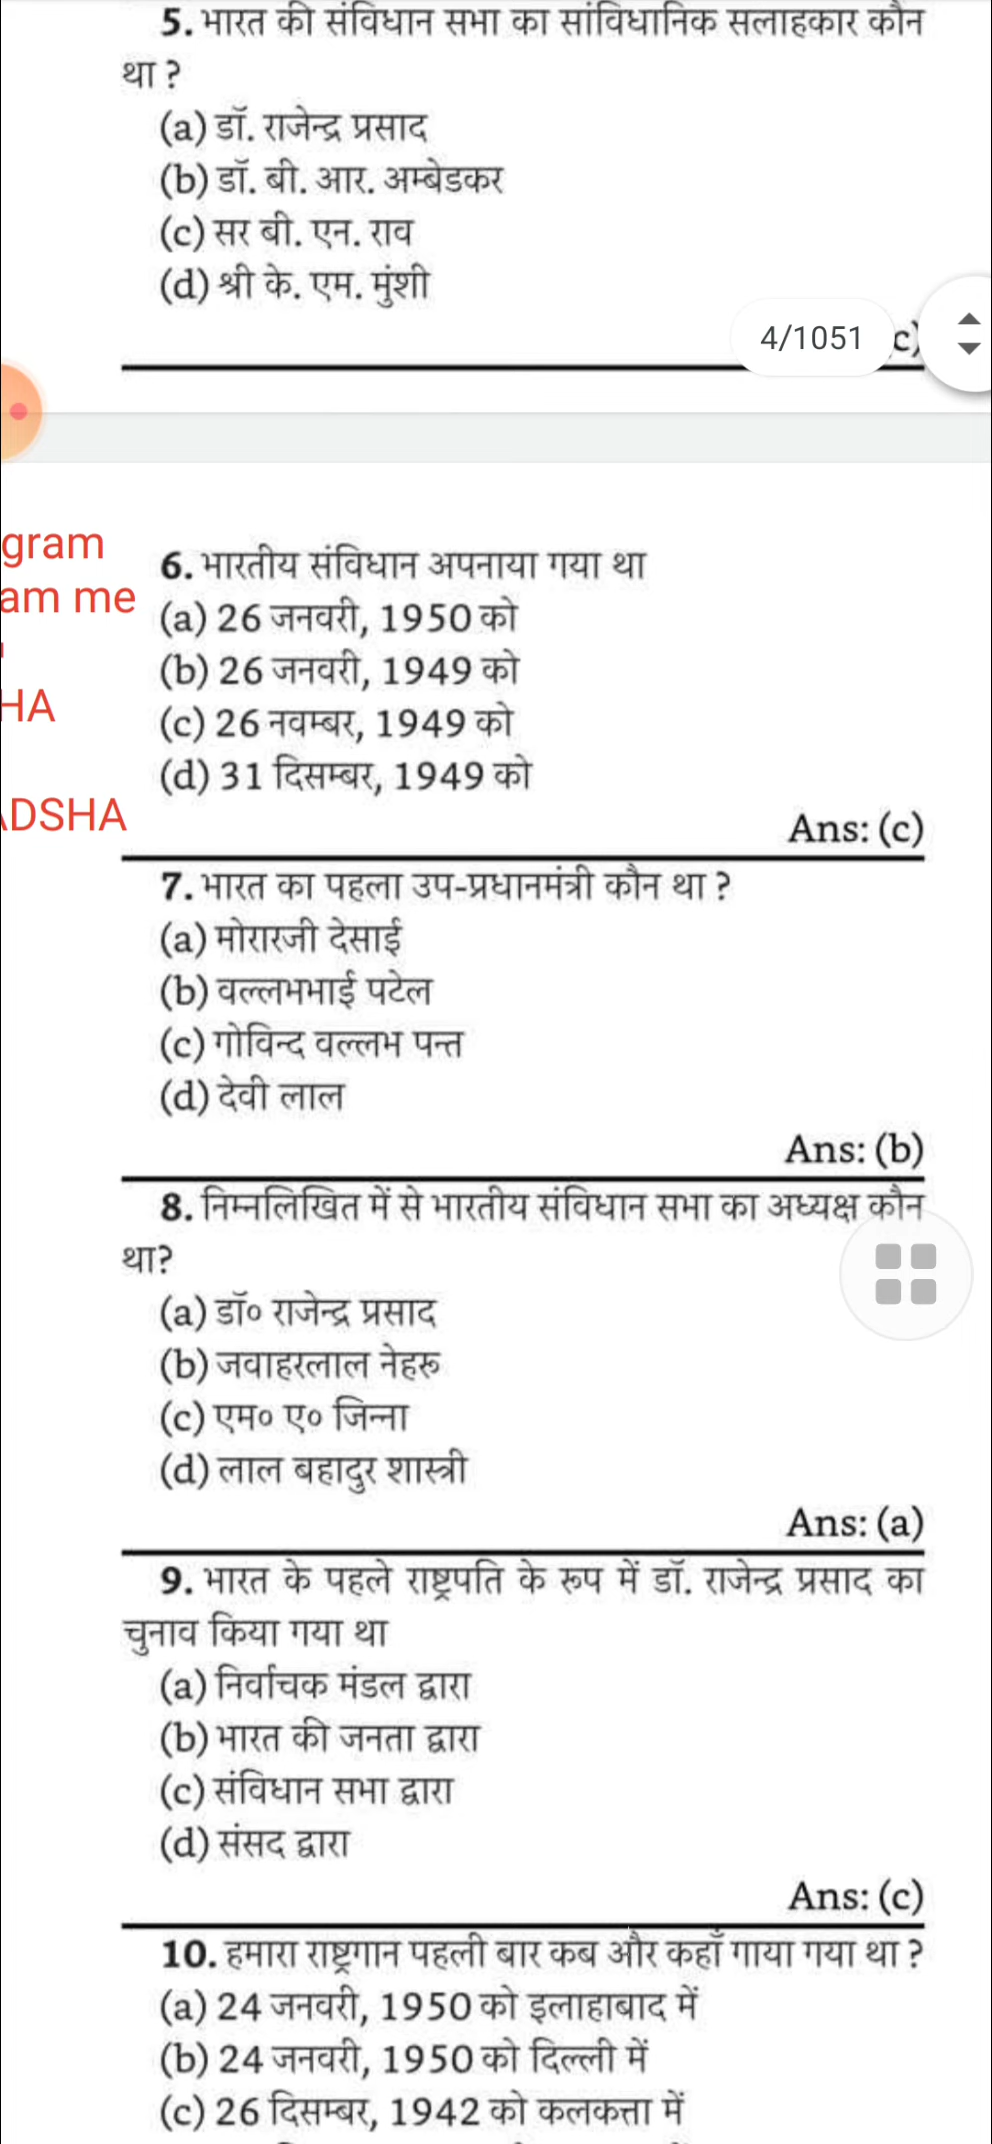 5. भारत की संविधान सभा का सांविधानिक सलाहकार कौन
था ?
(a) डॉ. राजेन्द्र प्रसाद
(b) डॉ. बी. आर. अम्बेडकर
(c) सर बी. एन. राव
(d) श्री के. एम. मुंशी
4/1051
c)
gram
am me
HA
ADSHA
6. भारतीय संविधान अपनाया गया था
(a) 26 जनवरी, 1950 को
(b) 26 जनवरी, 1949 को
(c) 26 नवम्बर, 1949 को
(d) 31 दिसम्बर, 1949 को
Ans: (c)
7. भारत का पहला उप-प्रधानमंत्री कौन था ?
(a) मोरारजी देसाई
(b) वल्लभभाई पटेल
(c) गोविन्द वल्लभ पन्त
(d) देवी लाल
Ans: (b)
8. निम्नलिखित में से भारतीय संविधान सभा का अध्यक्ष कौन
था?
(a) डॉ० राजेन्द्र प्रसाद
(b) जवाहरलाल नेहरू
(c) एम० ए० जिन्ना
(d) लाल बहादुर शास्त्री
Ans: (a)
9. भारत के पहले राष्ट्रपति के रूप में डॉ. राजेन्द्र प्रसाद का
चुनाव किया गया था
(a) निर्वाचक मंडल द्वारा
(b) भारत की जनता द्वारा
(c) संविधान सभा द्वारा
(d) संसद द्वारा
Ans: (c)
10. हमारा राष्ट्रगान पहली बार कब और कहाँ गाया गया था ?
(a) 24 जनवरी, 1950 को इलाहाबाद में
(b) 24 जनवरी, 1950 को दिल्ली में
(c) 26 दिसम्बर, 1942 को कलकत्ता में